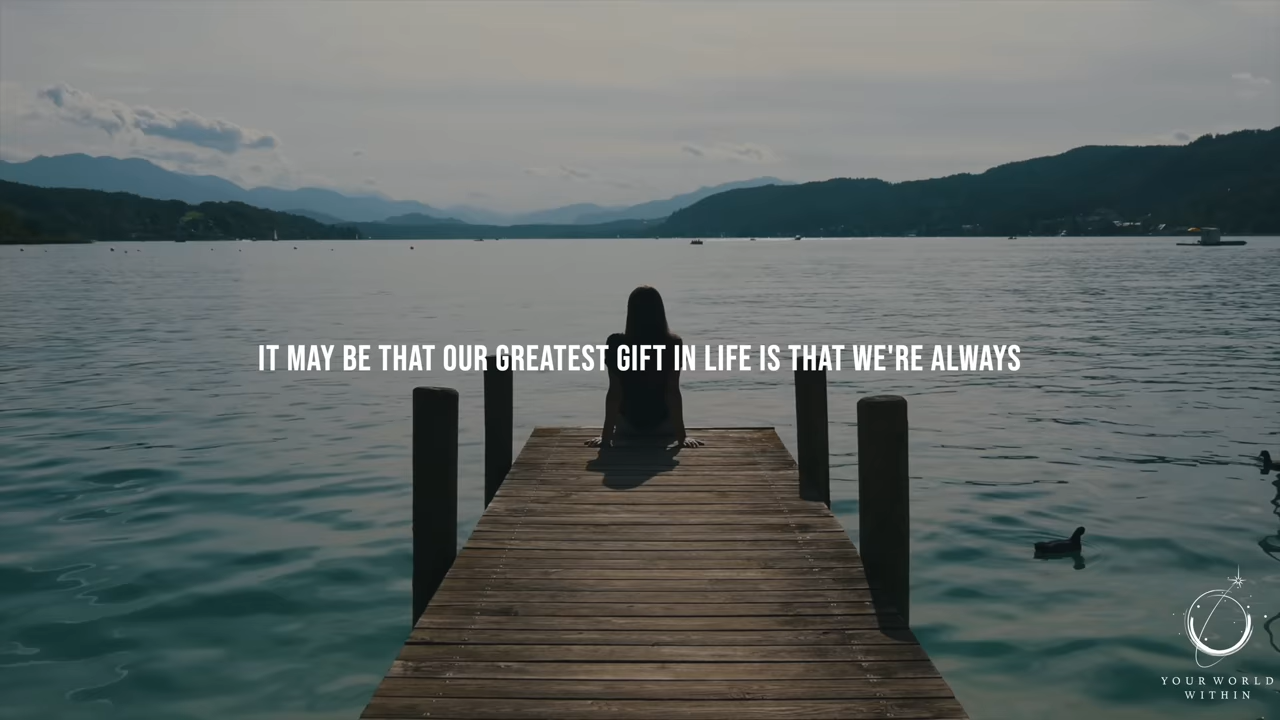 IT MAY BE THAT OUR GREATEST GIFT IN LIFE IS THAT WE'RE ALWAYS
YOUR WORLD
WITHIN